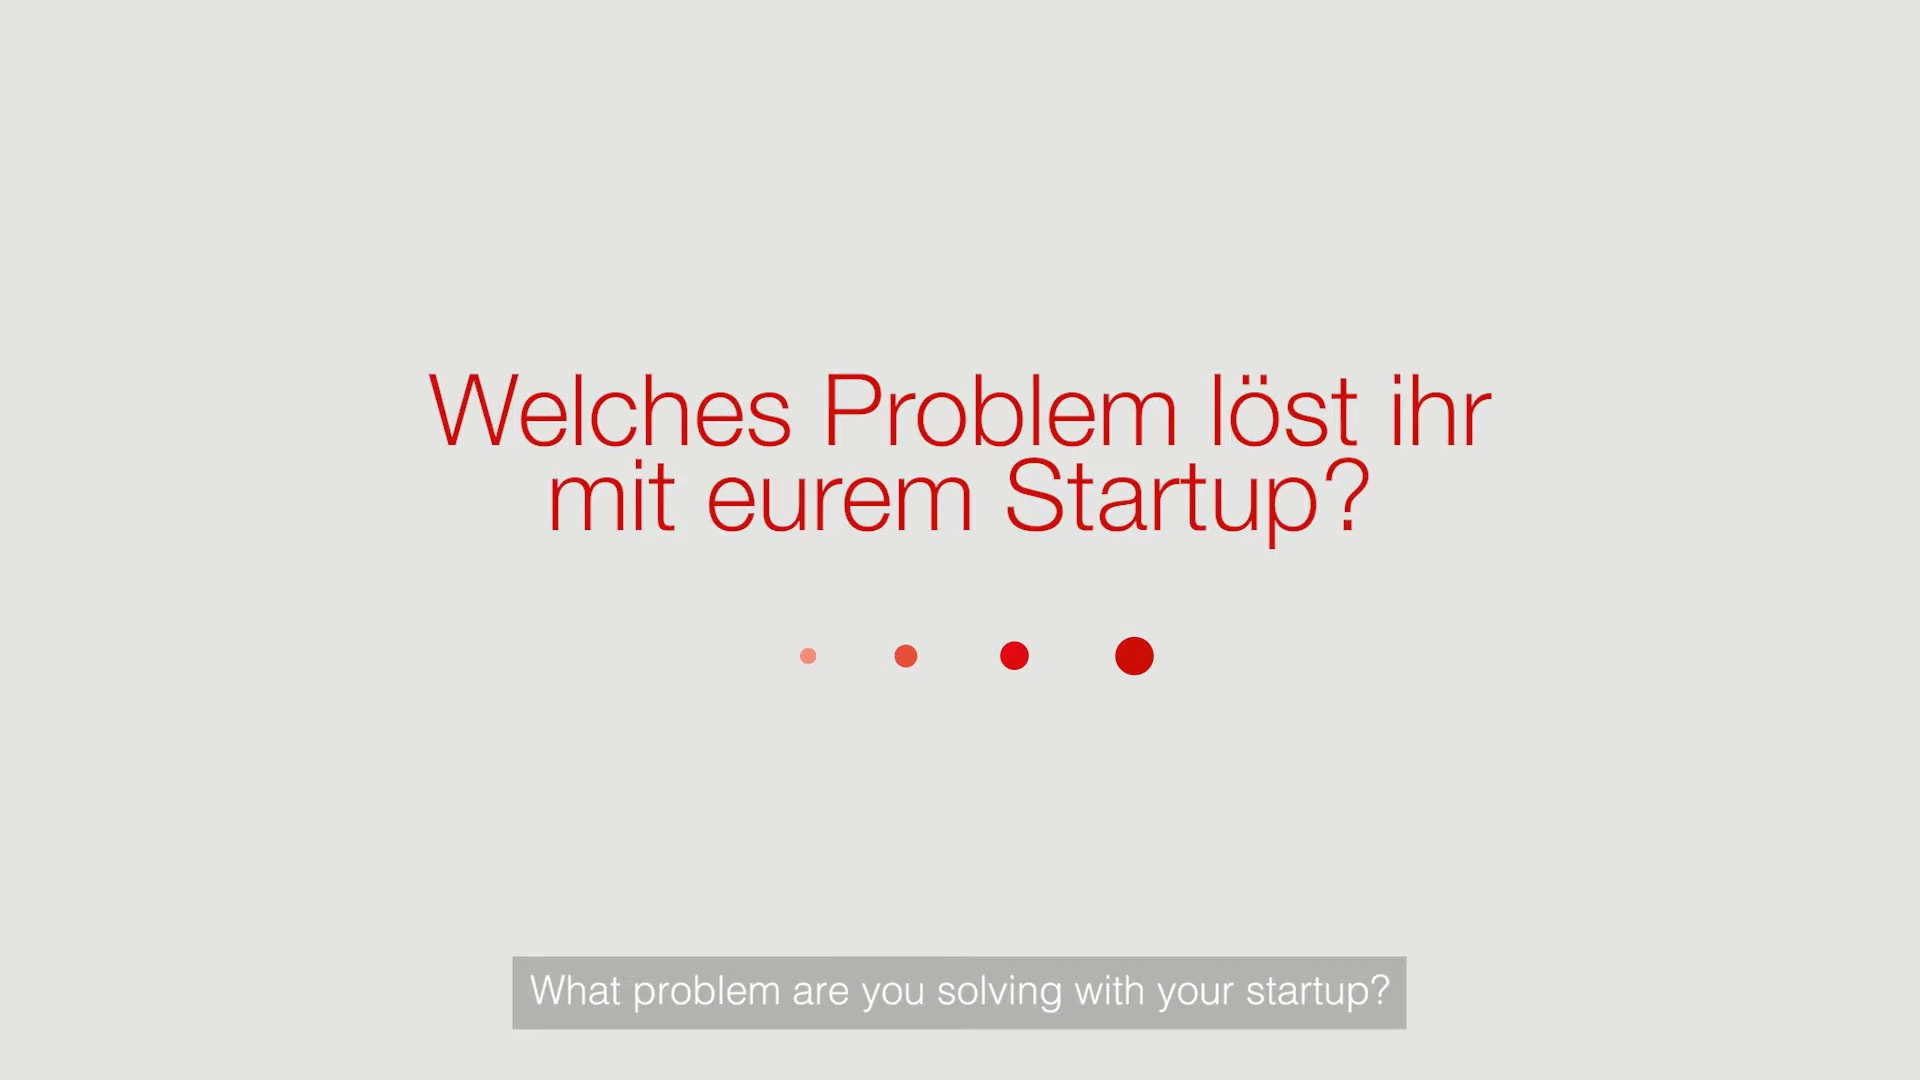 Welches Problem löst ihr
mit eurem Startup?
What problem are you solving with your startup?